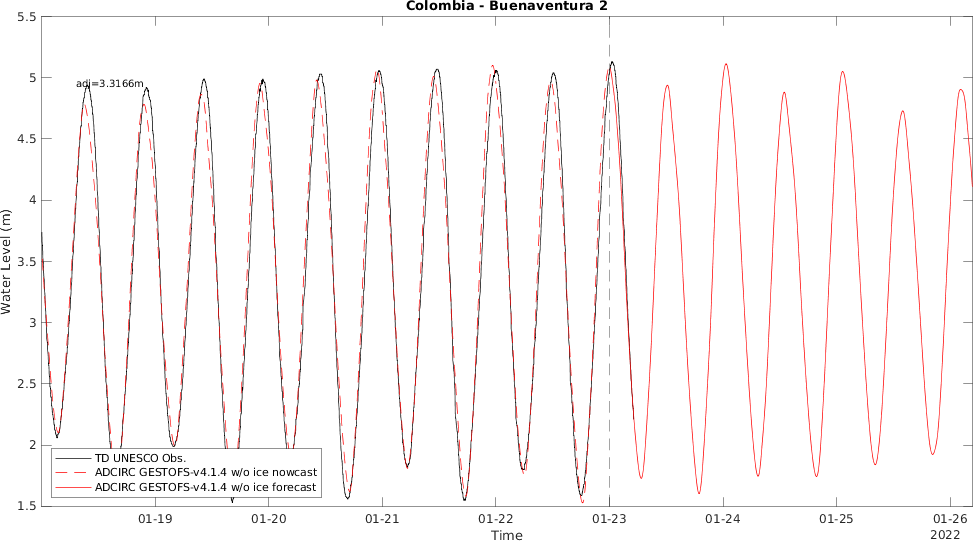 Colombia - Buenaventura 2
5.5
5
4.5
4
3.5
3
2.5
2
1.5
Water Level (m)
adj=3.3166m
TD UNESCO Obs.
ADCIRC GESTOFS-v4.1.4 w/o ice nowcast
ADCIRC GESTOFS-v4.1.4 w/o ice forecast
01-19 01-20 01-21 01-22 01-23 01-24 01-25 01-26
Time
2022